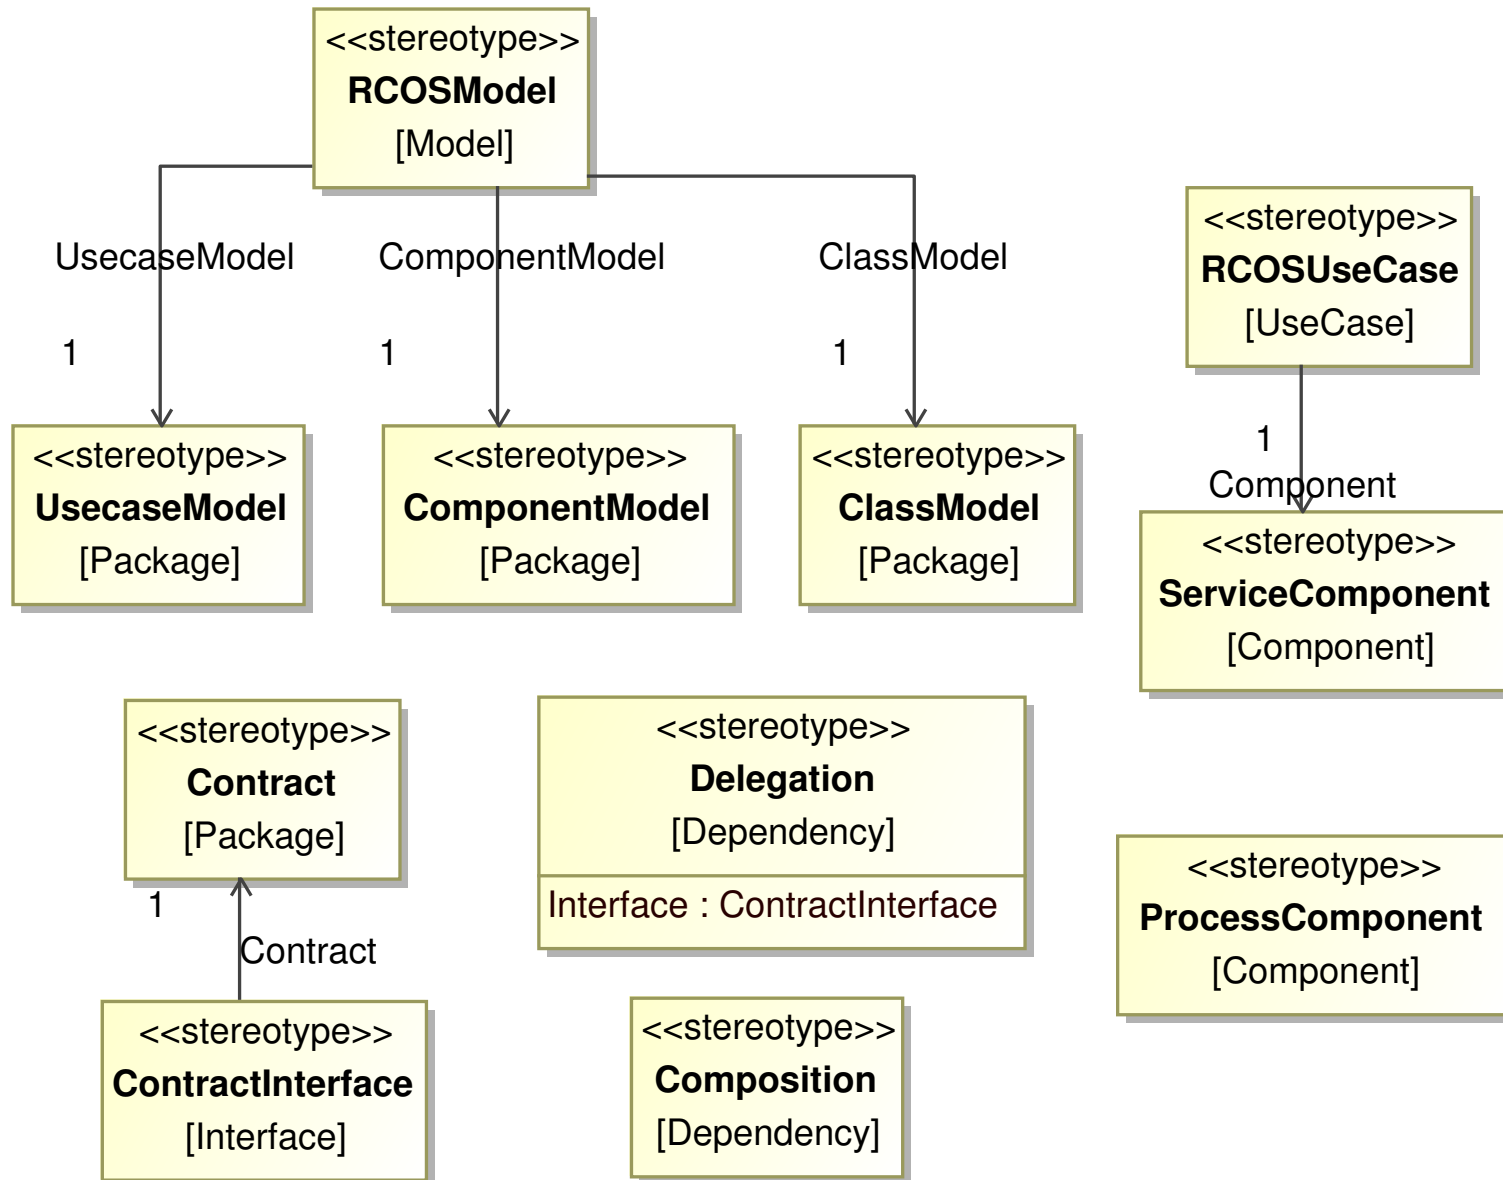 <<stereotype>>
RCOSModel
[Model]
UsecaseModel
ComponentModel
ClassModel
1
1
1
<<stereotype>>
RCOSUseCase
[UseCase]
1
Component
<<stereotype>>
UsecaseModel
[Package]
<<stereotype>>
ComponentModel
[Package]
<<stereotype>>
ClassModel
[Package]
<<stereotype>>
ServiceComponent
[Component]
<<stereotype>>
Contract
[Package]
1
Contract
<<stereotype>>
ContractInterface
[Interface]
<<stereotype>>
Delegation
[Dependency]
Interface : ContractInterface
<<stereotype>>
Composition
[Dependency]
<<stereotype>>
ProcessComponent
[Component]